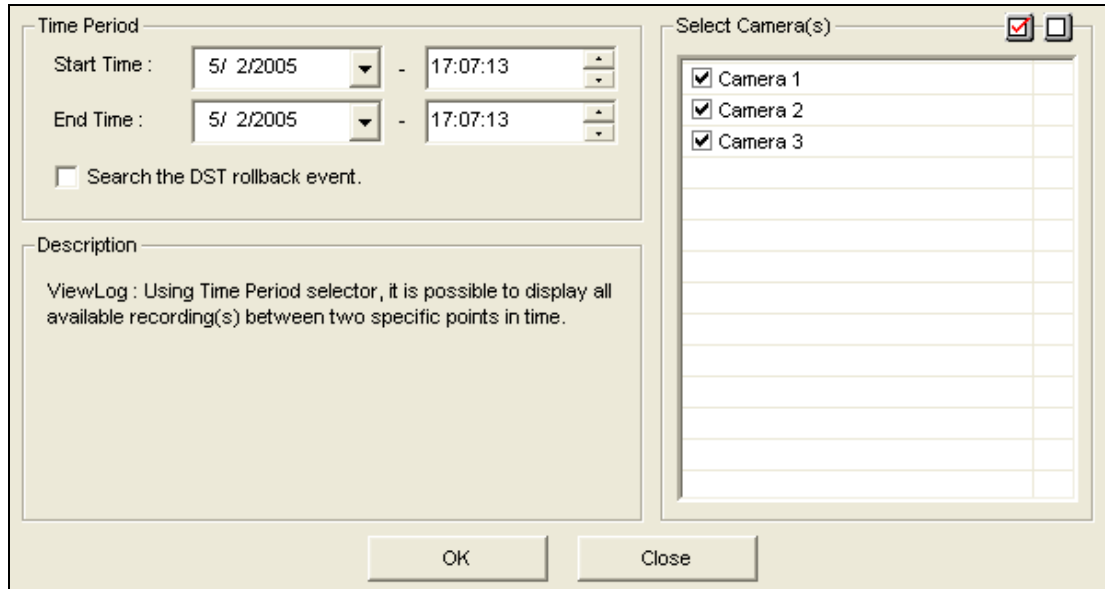 Time Period
Start Time : 5/ 2/2005 - 17:07:13
End Time : 5/ 2/2005 - 17:07:13
Search the DST rollback event.
Description
ViewLog : Using Time Period selector, it is possible to display all
available recording(s) between two specific points in time.
Select Camera(s)
Camera 1
Camera 2
Camera 3
OK
Close